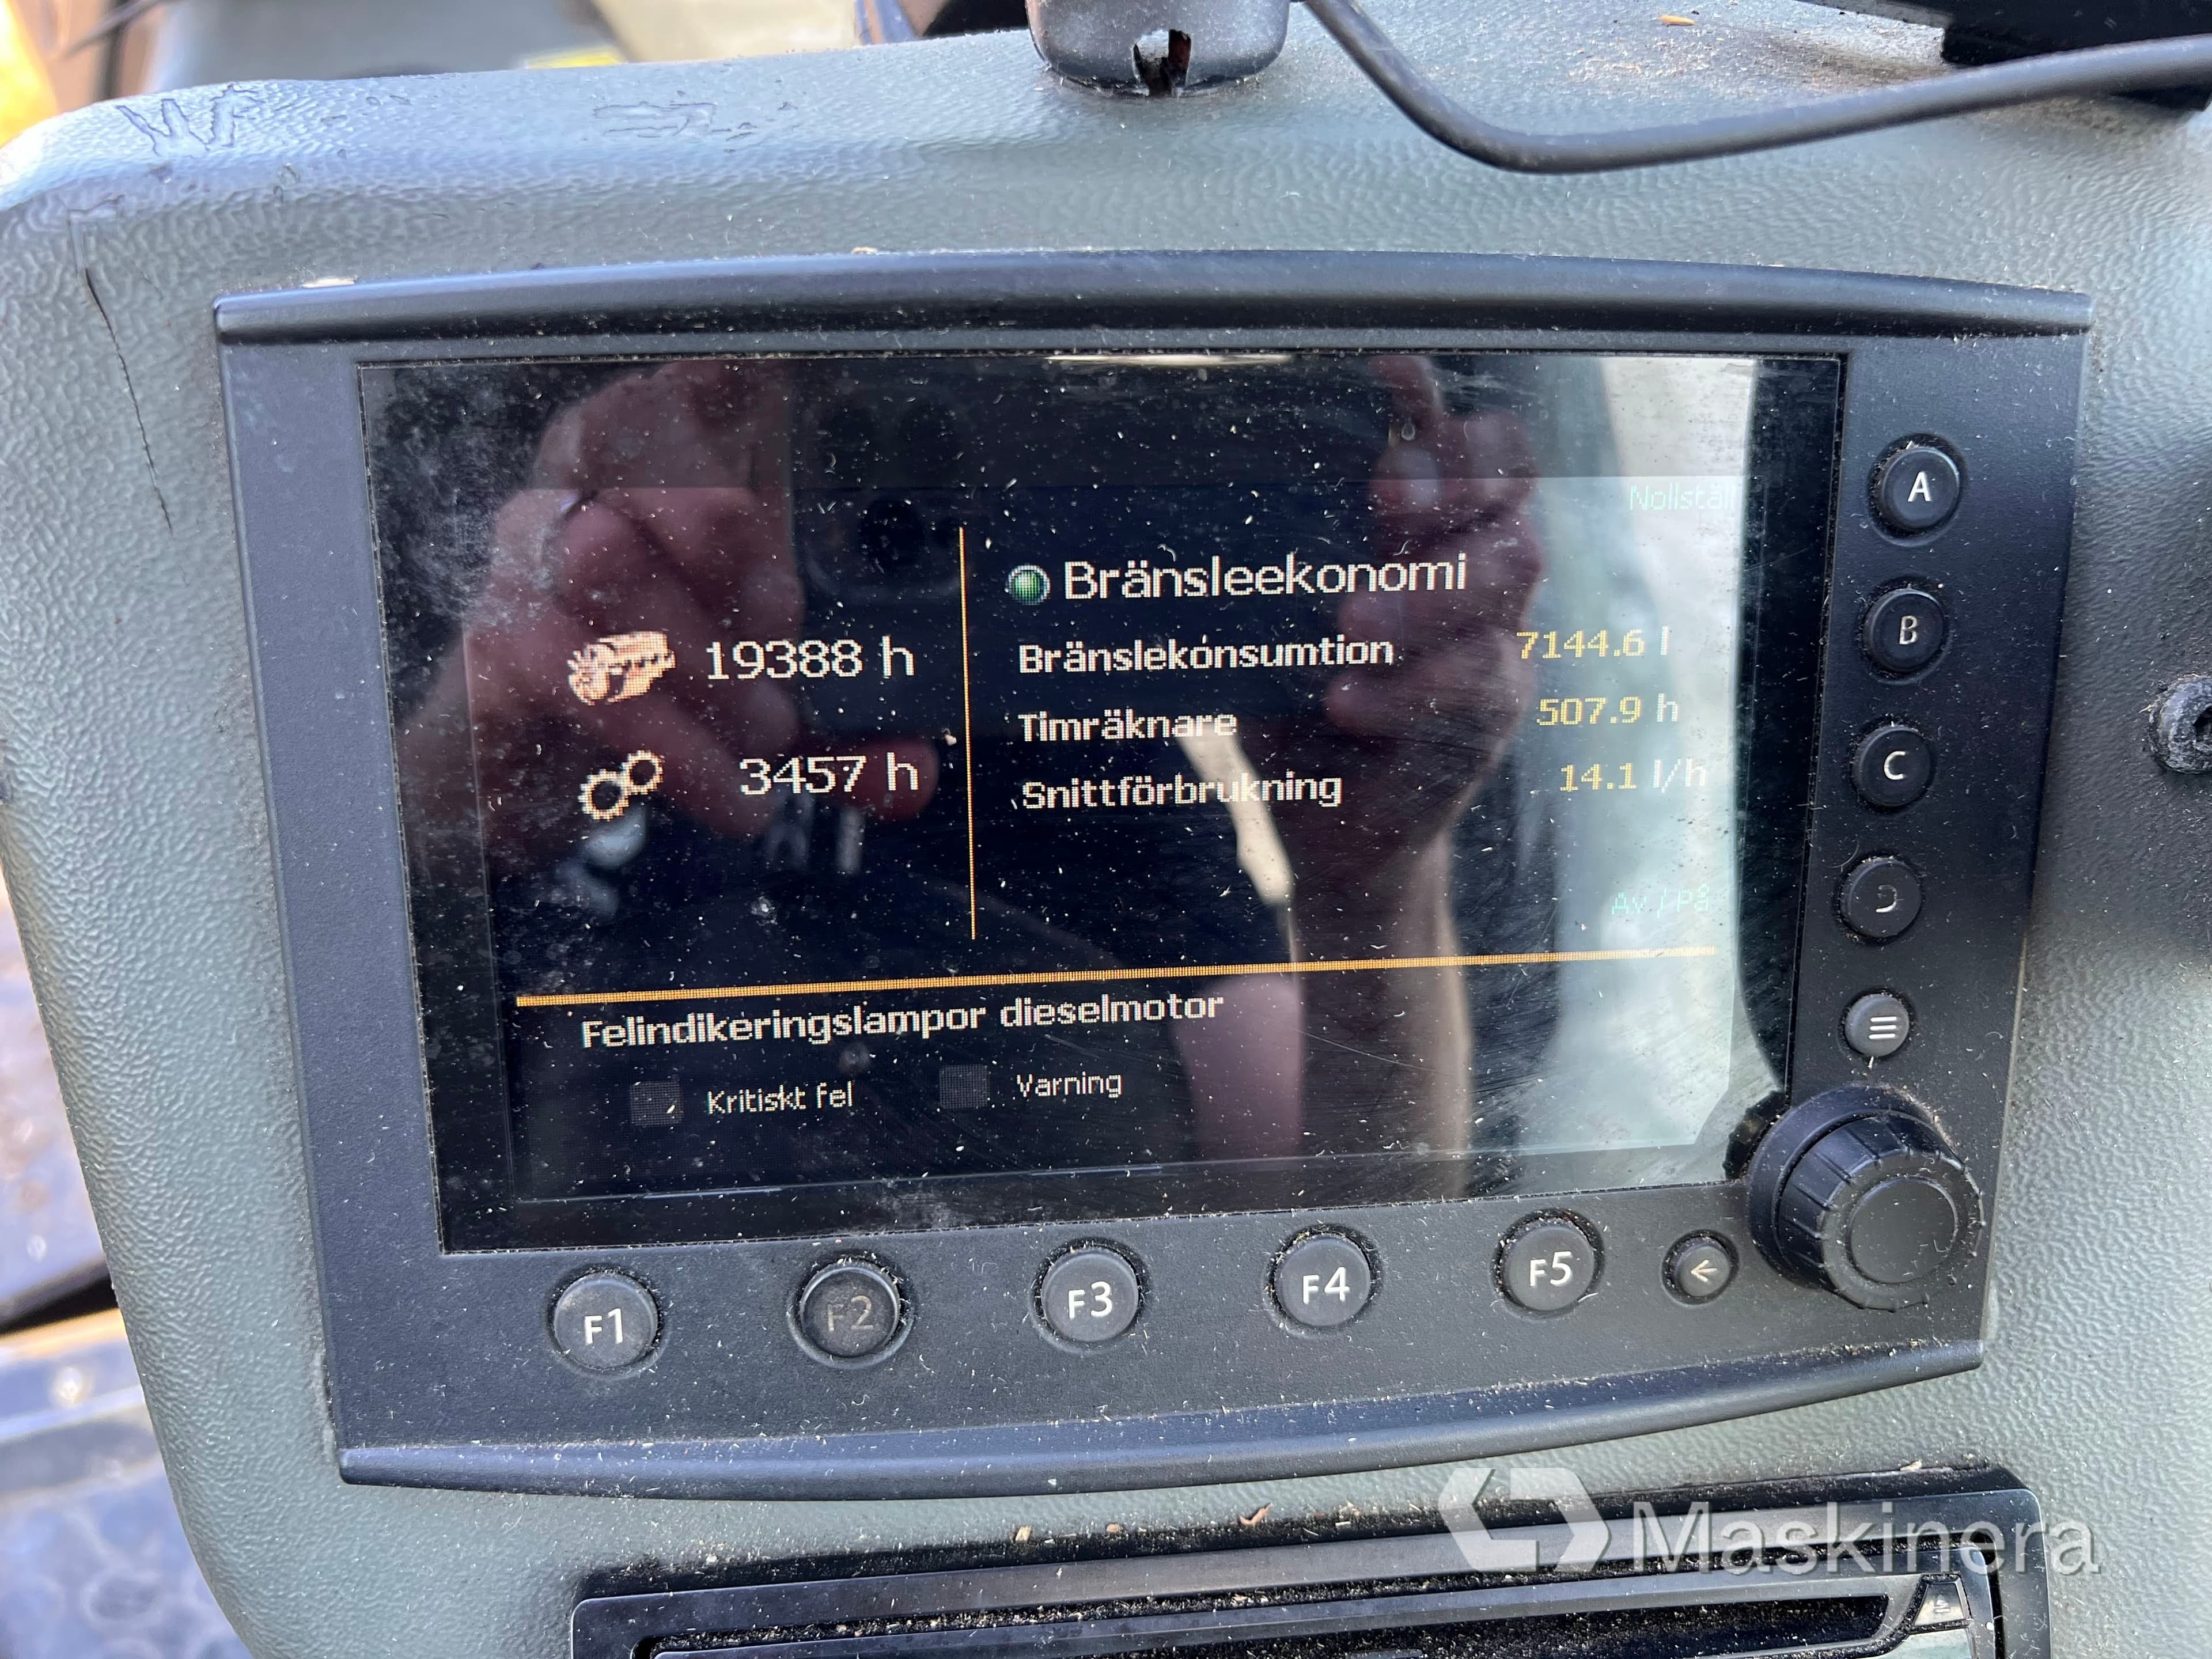 Nollställ
Bränsleekonomi
19388 h
Bränslekonsumtion 7144.6 l
Timräknare 507.9 h
3457 h
Snittförbrukning 14.1 l/h
Av / På
Felindikeringslampor dieselmotor
Kritiskt fel Varning
A
B
C
F1 F2 F3 F4 F5
Maskinera